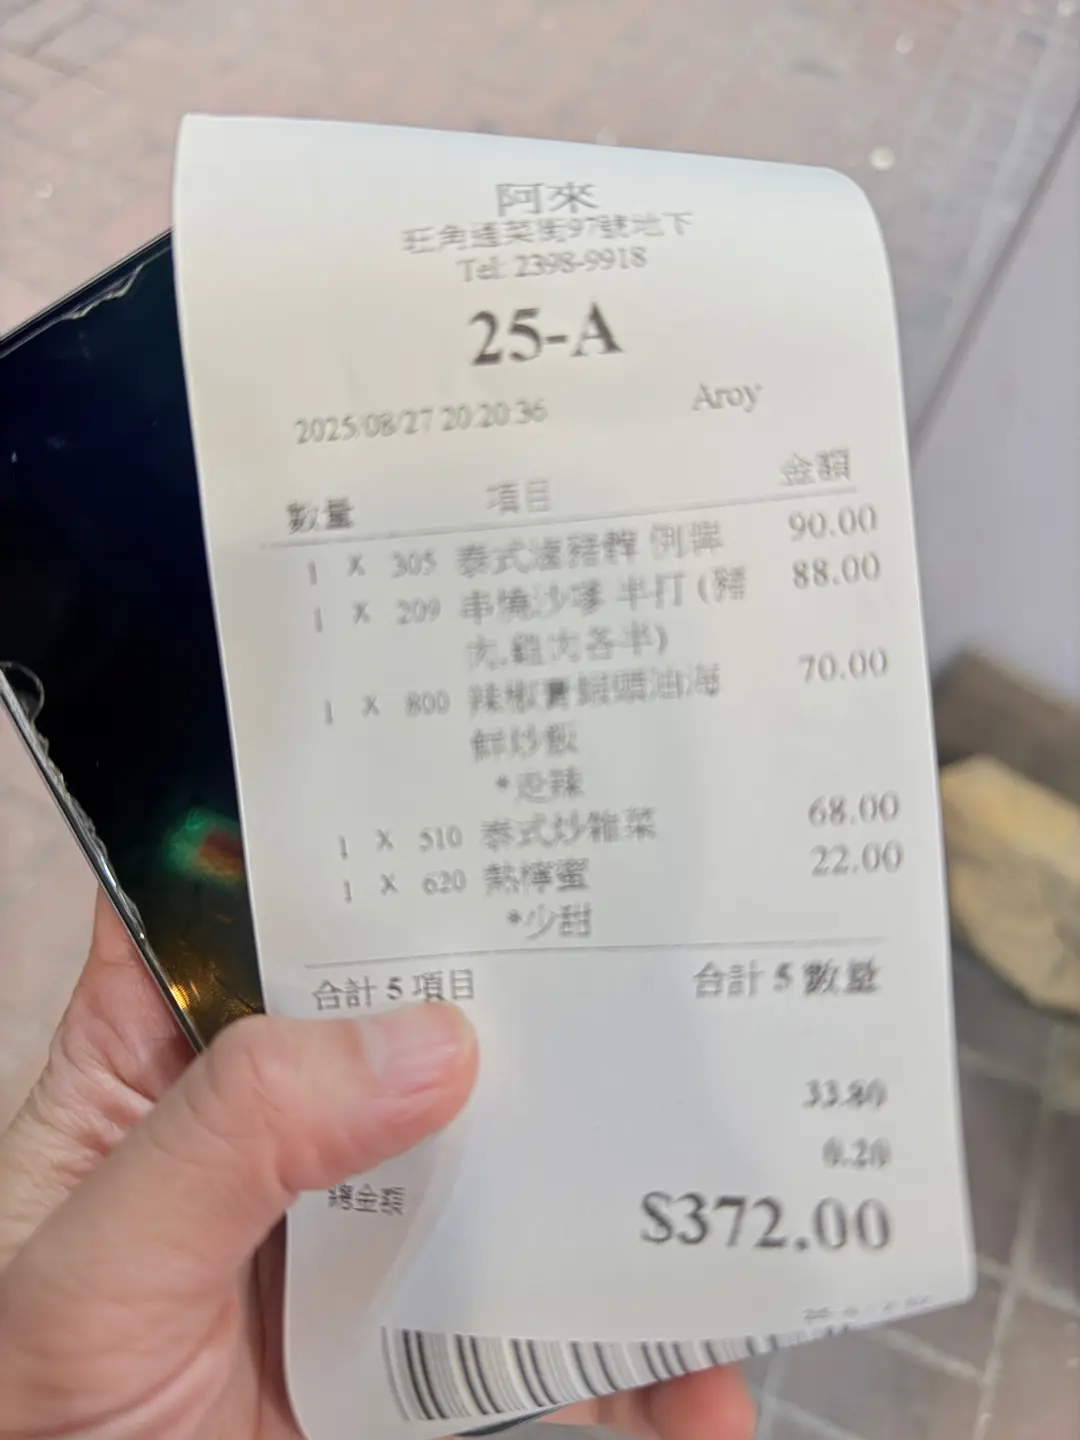 阿來
旺角通菜街97號地下
Tel: 2398-9918
25-A
2025/08/27 20:20:36 Aroy
數量 項目 金額
1 X 305 泰式滷豬髀 例牌 90.00
1 X 209 串燒沙嗲 半打 (豬 88.00
大,雞大各半)
1 X 800 辣椒膏蝦頭油海 70.00
鮮炒飯
*走辣
1 X 510 泰式炒雜菜 68.00
1 X 620 熱檸蜜 22.00
*少甜
合計 5 項目 合計 5 數量
33.80
0.20
總金額 $372.00